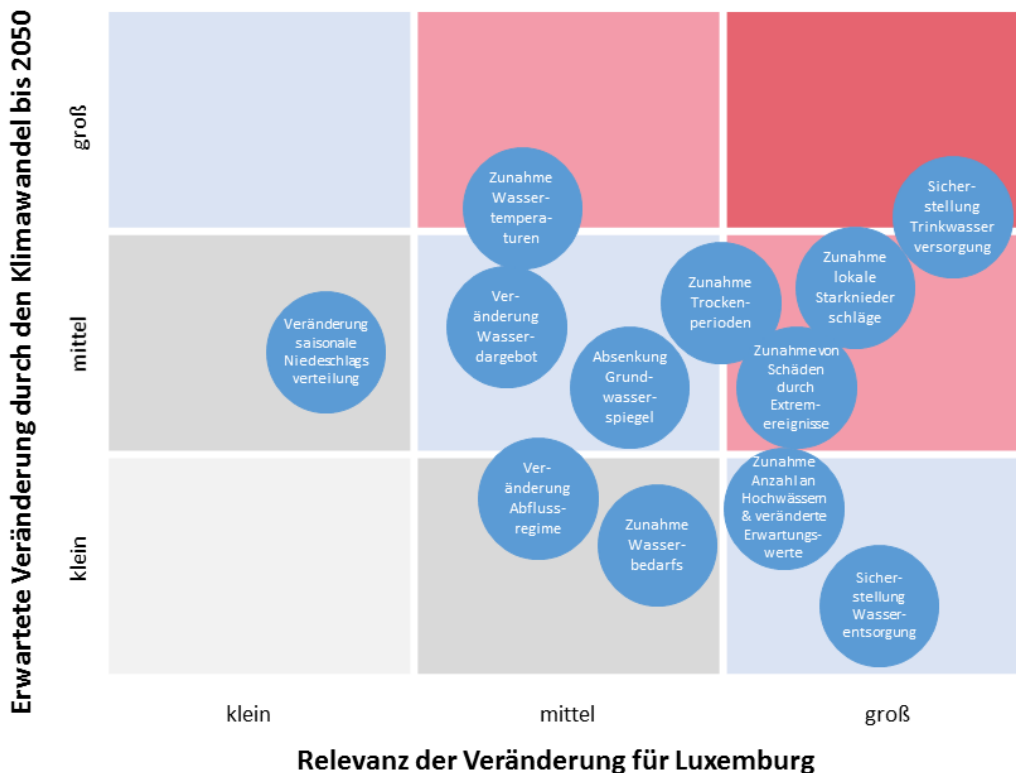 Erwartete Veränderung durch den Klimawandel bis 2050
groß
mittel
klein
Zunahme
Wasser-
tempera-
turen
Sicher-
stellung
Trinkwasser
versorgung
Zunahme
lokale
Starknieder
schläge
Zunahme
Trocken-
perioden
Ver-
änderung
Wasser-
dargebot
Veränderung
saisonale
Niedeschlags
verteilung
Absenkung
Grund-
wasser-
spiegel
Zunahme von
Schäden
durch
Extrem-
ereignisse
Ver-
änderung
Abfluss-
regime
Zunahme
Wasser-
bedarfs
Zunahme
Anzahl an
Hochwässern
& veränderte
Erwartungs-
werte
Sicher-
stellung
Wasser-
entsorgung
klein
mittel
groß
Relevanz der Veränderung für Luxemburg